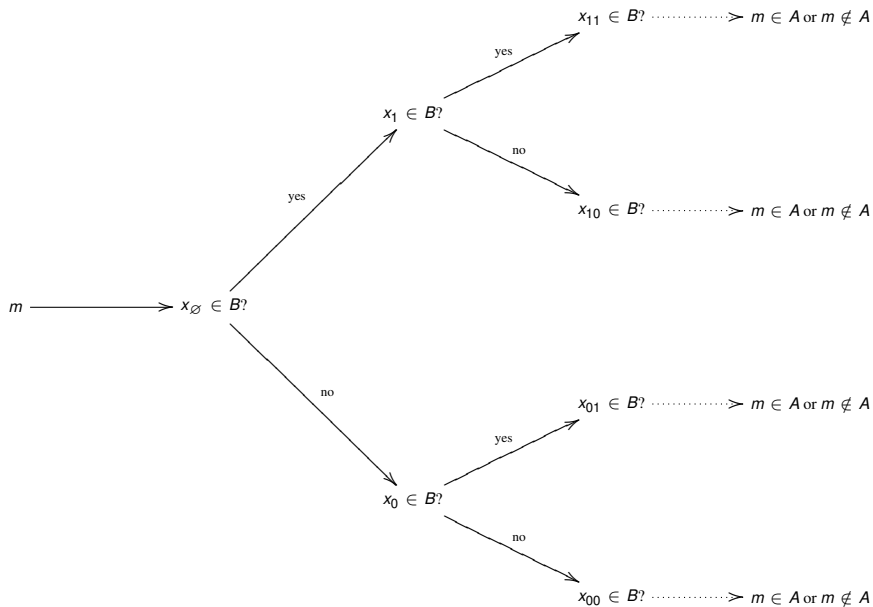 x₁₁ ∈ B? m ∈ A or m ∉ A
yes
x₁ ∈ B?
no
yes
x₁₀ ∈ B? m ∈ A or m ∉ A
m x∅ ∈ B?
no
x₀₁ ∈ B? m ∈ A or m ∉ A
yes
x₀ ∈ B?
no
x₀₀ ∈ B? m ∈ A or m ∉ A